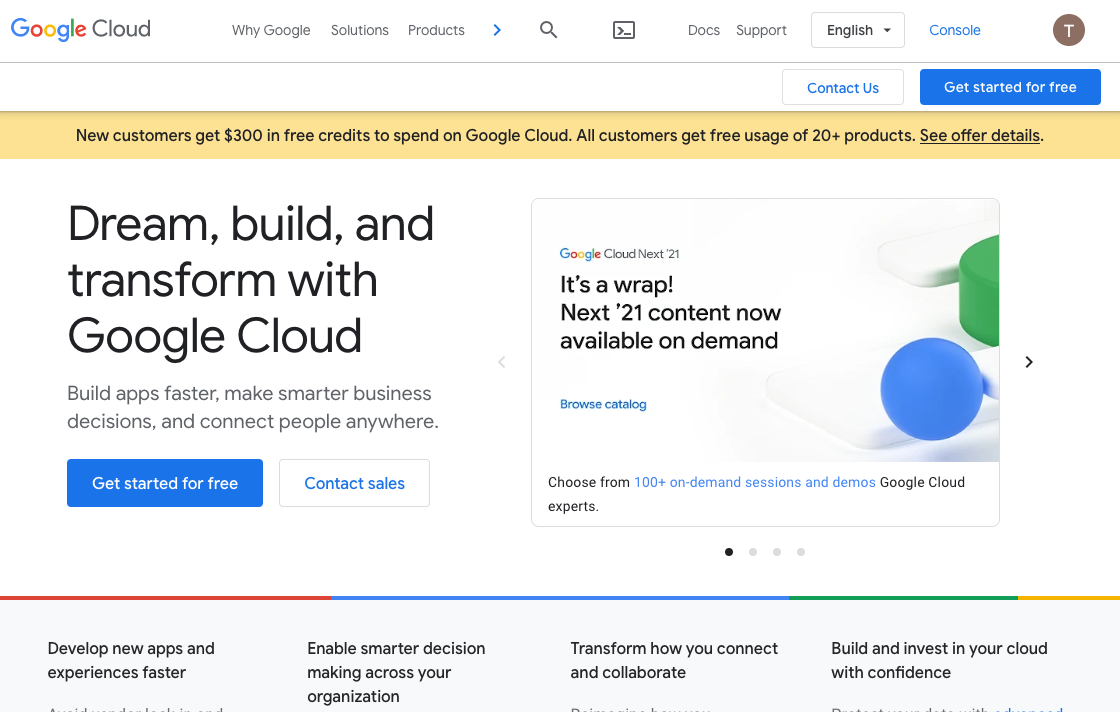 Google Cloud
Why Google Solutions Products
Docs Support English Console T
Contact Us Get started for free
New customers get $300 in free credits to spend on Google Cloud. All customers get free usage of 20+ products. See offer details.
Dream, build, and
transform with
Google Cloud
Build apps faster, make smarter business
decisions, and connect people anywhere.
Get started for free Contact sales
Google Cloud Next ’21
It’s a wrap!
Next ’21 content now
available on demand
Browse catalog
Choose from 100+ on-demand sessions and demos Google Cloud
experts.
Develop new apps and
experiences faster
Enable smarter decision
making across your
organization
Transform how you connect
and collaborate
Build and invest in your cloud
with confidence